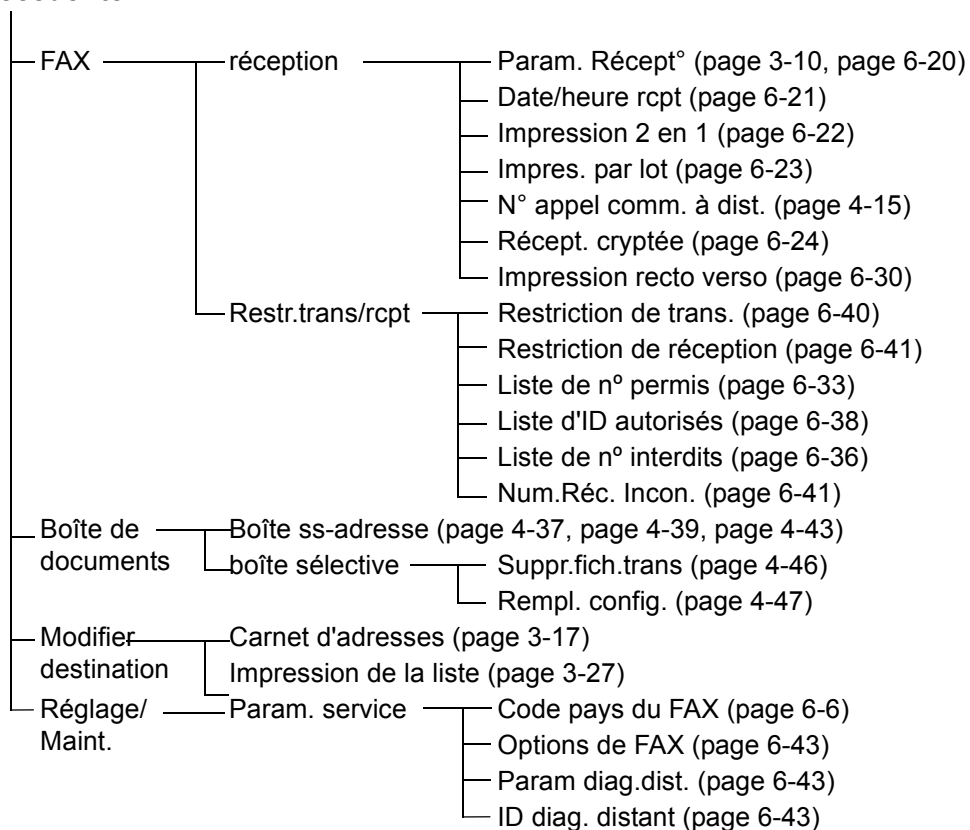 FAX réception Param. Récept° (page 3-10, page 6-20)
Date/heure rcpt (page 6-21)
Impression 2 en 1 (page 6-22)
Impres. par lot (page 6-23)
N° appel comm. à dist. (page 4-15)
Récept. cryptée (page 6-24)
Impression recto verso (page 6-30)
Restr.trans/rcpt Restriction de trans. (page 6-40)
Restriction de réception (page 6-41)
Liste de nº permis (page 6-33)
Liste d'ID autorisés (page 6-38)
Liste de nº interdits (page 6-36)
Num.Réc. Incon. (page 6-41)
Boîte de Boîte ss-adresse (page 4-37, page 4-39, page 4-43)
documents boîte sélective Suppr.fich.trans (page 4-46)
Rempl. config. (page 4-47)
Modifier Carnet d'adresses (page 3-17)
destination Impression de la liste (page 3-27)
Réglage/ Param. service Code pays du FAX (page 6-6)
Maint. Options de FAX (page 6-43)
Param diag.dist. (page 6-43)
ID diag. distant (page 6-43)